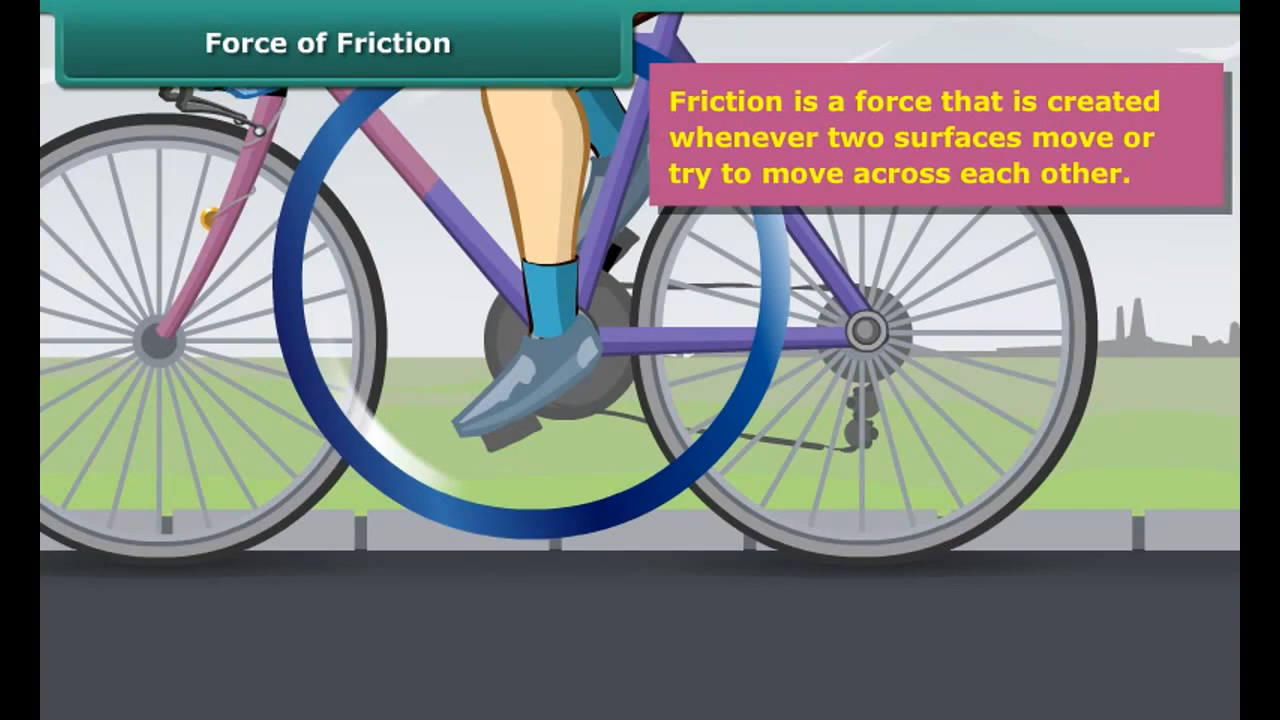 Force of Friction
Friction is a force that is created
whenever two surfaces move or
try to move across each other.